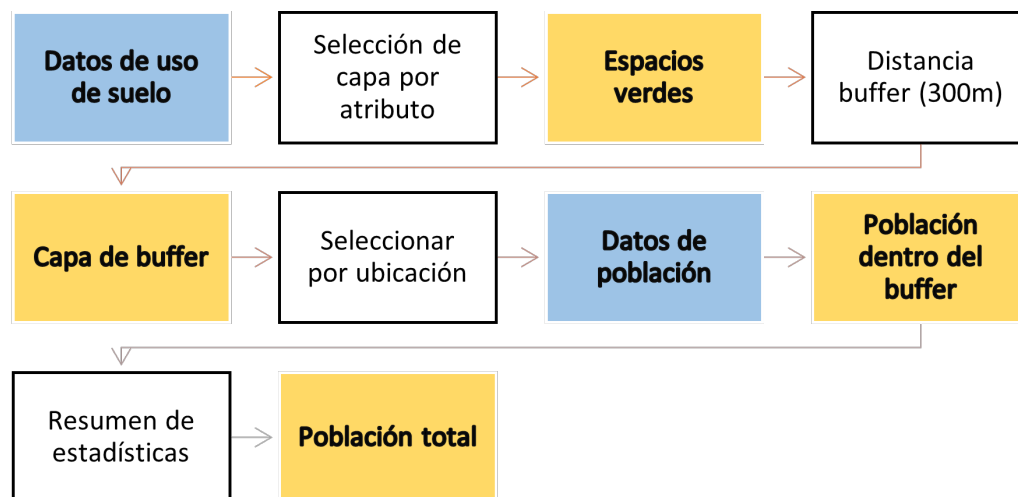 Datos de uso
de suelo
Selección de
capa por
atributo
Espacios
verdes
Distancia
buffer (300m)
Capa de buffer
Seleccionar
por ubicación
Datos de
población
Población
dentro del
buffer
Resumen de
estadísticas
Población total